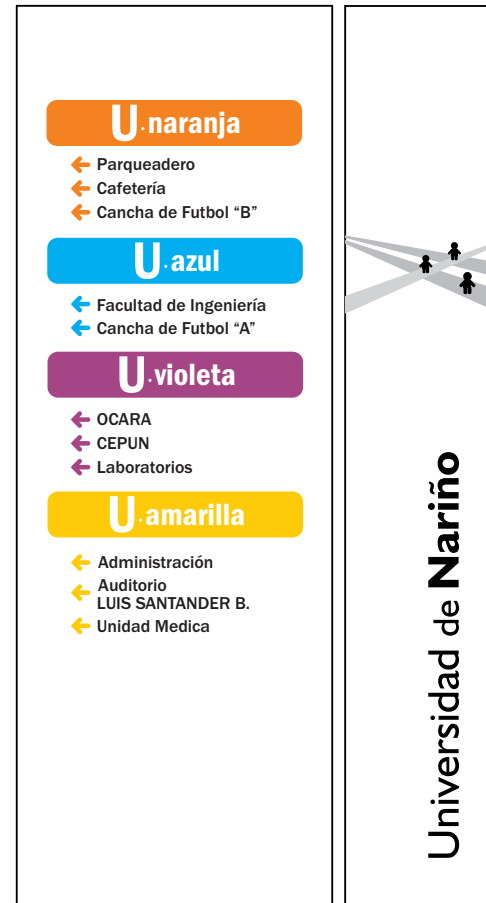 U.naranja
Parqueadero
Cafetería
Cancha de Futbol “B”
U.azul
Facultad de Ingeniería
Cancha de Futbol “A”
U.violeta
OCARA
CEPUN
Laboratorios
U.amarilla
Administración
Auditorio
LUIS SANTANDER B.
Unidad Medica
Universidad de Nariño